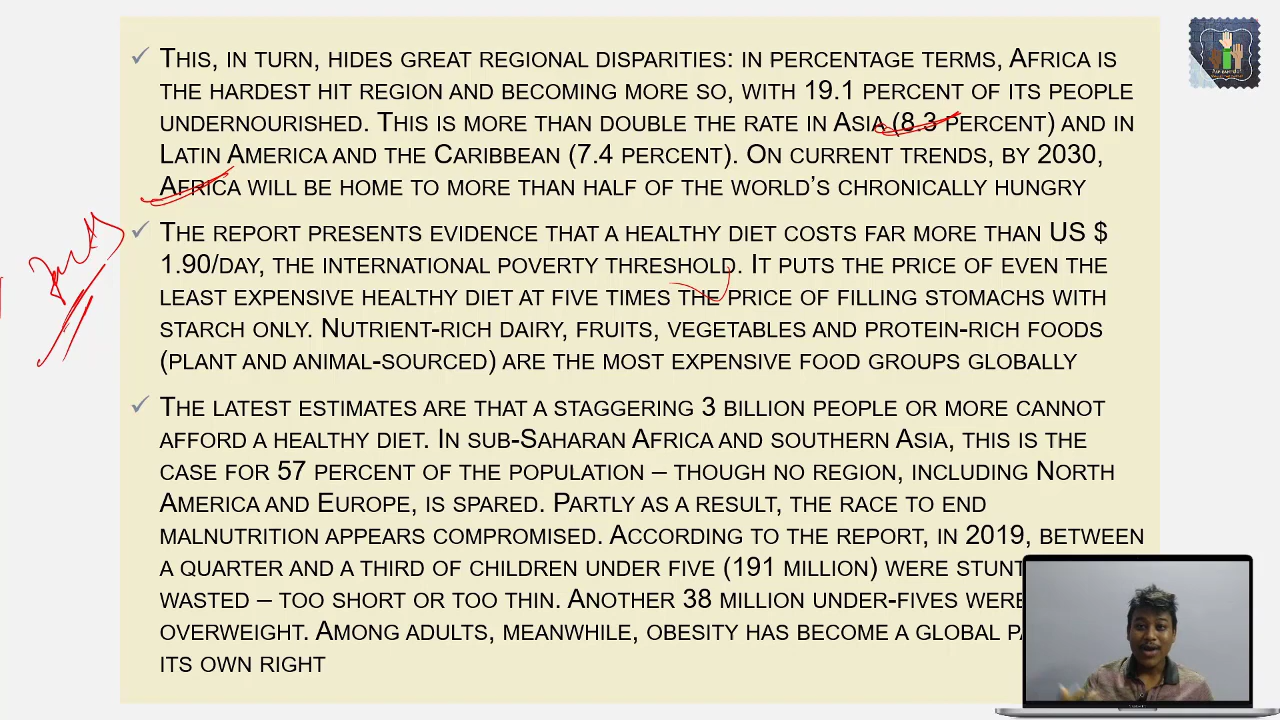 THIS, IN TURN, HIDES GREAT REGIONAL DISPARITIES: IN PERCENTAGE TERMS, AFRICA IS
THE HARDEST HIT REGION AND BECOMING MORE SO, WITH 19.1 PERCENT OF ITS PEOPLE
UNDERNOURISHED. THIS IS MORE THAN DOUBLE THE RATE IN ASIA (8.3 PERCENT) AND IN
LATIN AMERICA AND THE CARIBBEAN (7.4 PERCENT). ON CURRENT TRENDS, BY 2030,
AFRICA WILL BE HOME TO MORE THAN HALF OF THE WORLD'S CHRONICALLY HUNGRY
THE REPORT PRESENTS EVIDENCE THAT A HEALTHY DIET COSTS FAR MORE THAN US $
1.90/DAY, THE INTERNATIONAL POVERTY THRESHOLD. IT PUTS THE PRICE OF EVEN THE
LEAST EXPENSIVE HEALTHY DIET AT FIVE TIMES THE PRICE OF FILLING STOMACHS WITH
STARCH ONLY. NUTRIENT-RICH DAIRY, FRUITS, VEGETABLES AND PROTEIN-RICH FOODS
(PLANT AND ANIMAL-SOURCED) ARE THE MOST EXPENSIVE FOOD GROUPS GLOBALLY
THE LATEST ESTIMATES ARE THAT A STAGGERING 3 BILLION PEOPLE OR MORE CANNOT
AFFORD A HEALTHY DIET. IN SUB-SAHARAN AFRICA AND SOUTHERN ASIA, THIS IS THE
CASE FOR 57 PERCENT OF THE POPULATION – THOUGH NO REGION, INCLUDING NORTH
AMERICA AND EUROPE, IS SPARED. PARTLY AS A RESULT, THE RACE TO END
MALNUTRITION APPEARS COMPROMISED. ACCORDING TO THE REPORT, IN 2019, BETWEEN
A QUARTER AND A THIRD OF CHILDREN UNDER FIVE (191 MILLION) WERE STUNT
WASTED – TOO SHORT OR TOO THIN. ANOTHER 38 MILLION UNDER-FIVES WERE
OVERWEIGHT. AMONG ADULTS, MEANWHILE, OBESITY HAS BECOME A GLOBAL
ITS OWN RIGHT